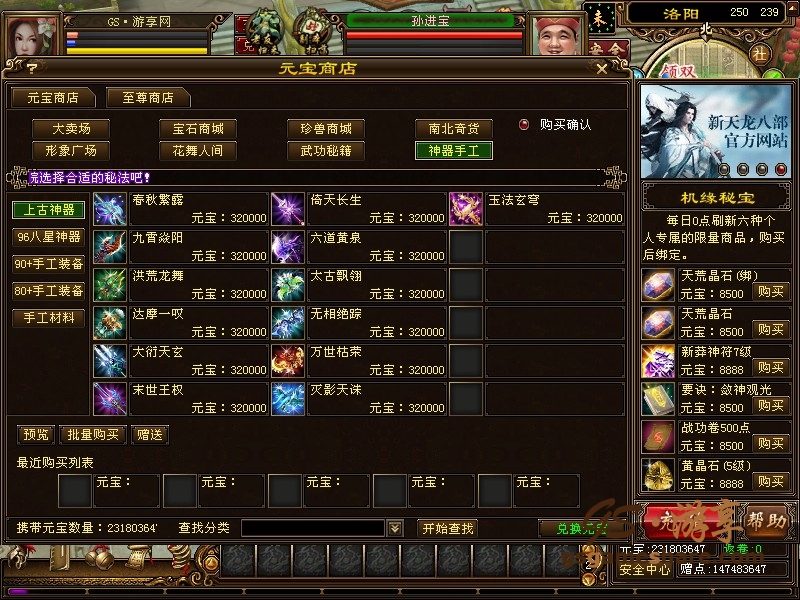 GS·游享网
孙进宝
未
洛阳
250 239
北
安全
社
领双
?
元宝商店
元宝商店
至尊商店
大卖场
宝石商城
珍兽商城
南北奇货
购买确认
形象广场
花舞人间
武功秘籍
神器手工
完选择合适的秘法吧!
上古神器
96八星神器
90+手工装备
80+手工装备
手工材料
春秋繁露
元宝:320000
倚天长生
元宝:320000
玉法玄穹
元宝:320000
九霄焱阳
元宝:320000
六道黄泉
元宝:320000
洪荒龙舞
元宝:320000
太古飘翎
元宝:320000
达摩一叹
元宝:320000
无相绝踪
元宝:320000
大衍天玄
元宝:320000
万世枯荣
元宝:320000
末世王权
元宝:320000
灭影天诛
元宝:320000
预览
批量购买
赠送
最近购买列表
元宝:
元宝:
元宝:
元宝:
元宝:
携带元宝数量:23180364
查找分类
开始查找
兑换元宝
新天龙八部
官方网站
机缘秘宝
每日0点刷新六种个
人专属的限量商品,购买
后绑定。
天荒晶石(绑)
元宝:8500
购买
天荒晶石
元宝:8500
购买
新莽神符7级
元宝:8888
购买
要诀:敛神观光
元宝:8500
购买
战功卷500点
元宝:8500
购买
黄晶石(5级)
元宝:8888
购买
充
帮助
GS·游享
元宝:231803647
安全中心
赠点:147483647